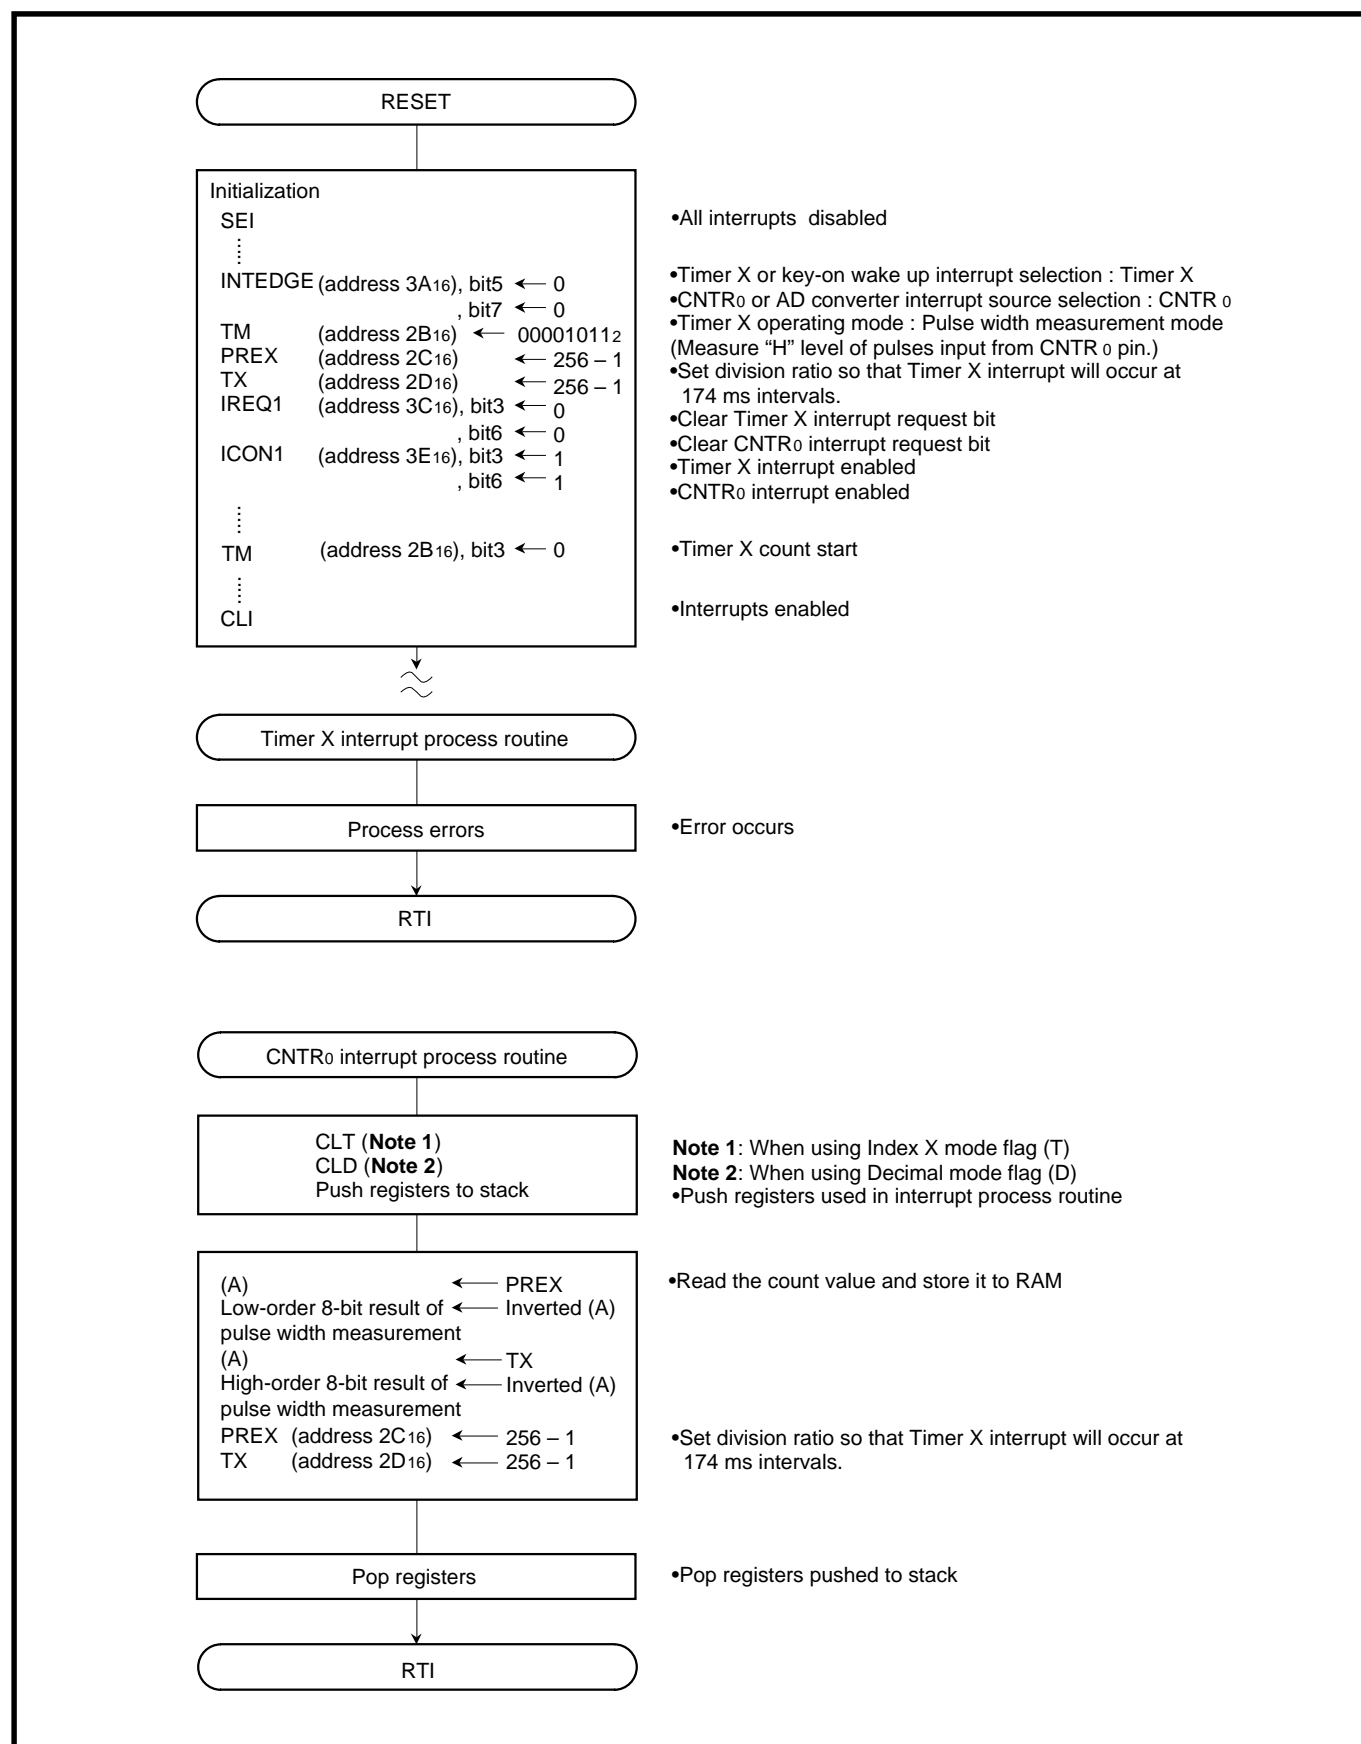 RESET
Initialization
SEI
•All interrupts disabled
INTEDGE (address 3A16), bit5 ← 0
•Timer X or key-on wake up interrupt selection : Timer X
, bit7 ← 0
•CNTR0 or AD converter interrupt source selection : CNTR 0
TM (address 2B16) ← 000010112
•Timer X operating mode : Pulse width measurement mode
(Measure “H” level of pulses input from CNTR 0 pin.)
PREX (address 2C16) ← 256 – 1
TX (address 2D16) ← 256 – 1
•Set division ratio so that Timer X interrupt will occur at
174 ms intervals.
IREQ1 (address 3C16), bit3 ← 0
•Clear Timer X interrupt request bit
, bit6 ← 0
•Clear CNTR0 interrupt request bit
ICON1 (address 3E16), bit3 ← 1
•Timer X interrupt enabled
, bit6 ← 1
•CNTR0 interrupt enabled
TM (address 2B16), bit3 ← 0
•Timer X count start
CLI
•Interrupts enabled
Timer X interrupt process routine
Process errors
•Error occurs
RTI
CNTR0 interrupt process routine
CLT (Note 1)
Note 1: When using Index X mode flag (T)
CLD (Note 2)
Note 2: When using Decimal mode flag (D)
Push registers to stack
•Push registers used in interrupt process routine
(A) ← PREX
•Read the count value and store it to RAM
Low-order 8-bit result of ← Inverted (A)
pulse width measurement
(A) ← TX
High-order 8-bit result of ← Inverted (A)
pulse width measurement
PREX (address 2C16) ← 256 – 1
•Set division ratio so that Timer X interrupt will occur at
TX (address 2D16) ← 256 – 1
174 ms intervals.
Pop registers
•Pop registers pushed to stack
RTI